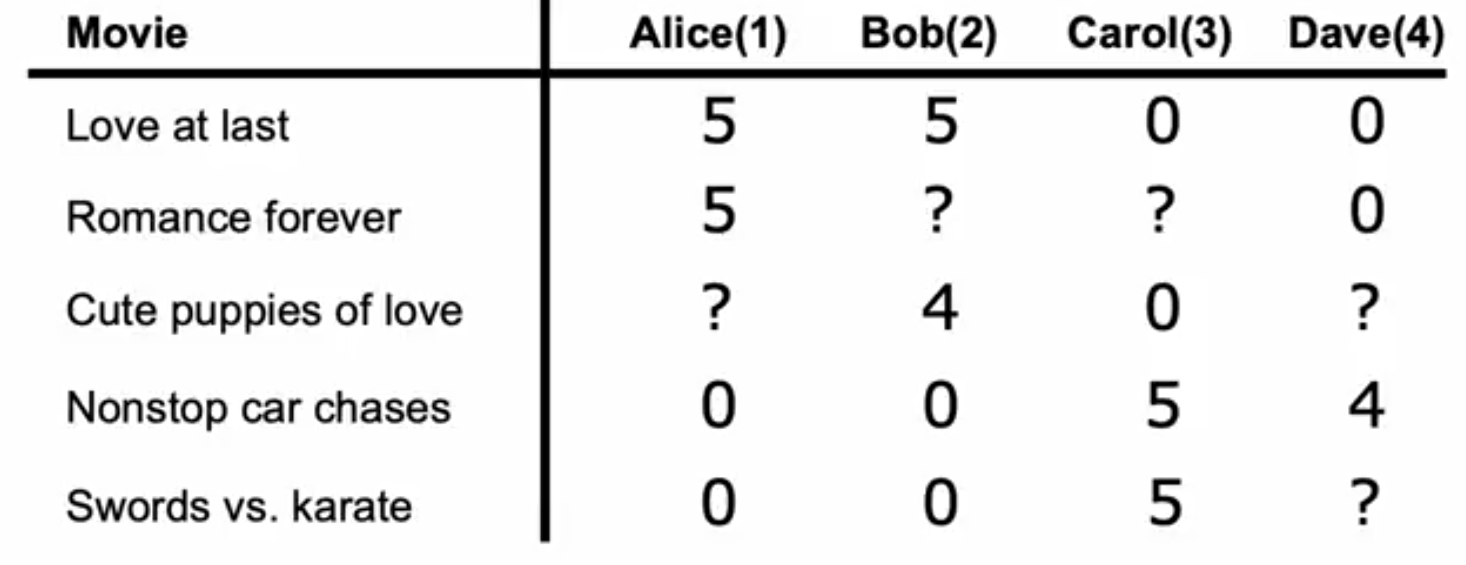 Movie Alice(1) Bob(2) Carol(3) Dave(4)
Love at last 5 5 0 0
Romance forever 5 ? ? 0
Cute puppies of love ? 4 0 ?
Nonstop car chases 0 0 5 4
Swords vs. karate 0 0 5 ?